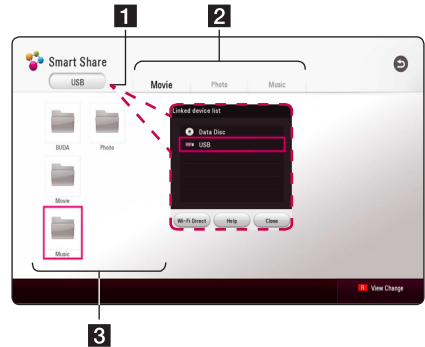 1
2
Smart Share
USB
Movie
Photo
Music
Linked device list
Data Disc
USB
Wi-Fi Direct
Help
Close
BUDA
Photo
Movie
Music
R View Change
3